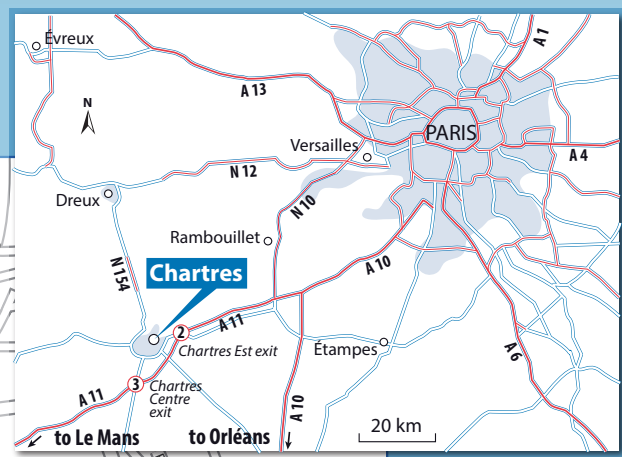 Évreux
A 1
A 13
N
PARIS
Versailles
A 4
N 12
Dreux
N 10
Rambouillet
N 154
Chartres
A 10
2
A 11
Chartres Est exit
Étampes
A 6
3
Chartres
Centre
exit
A 11
A 10
20 km
to Le Mans
to Orléans